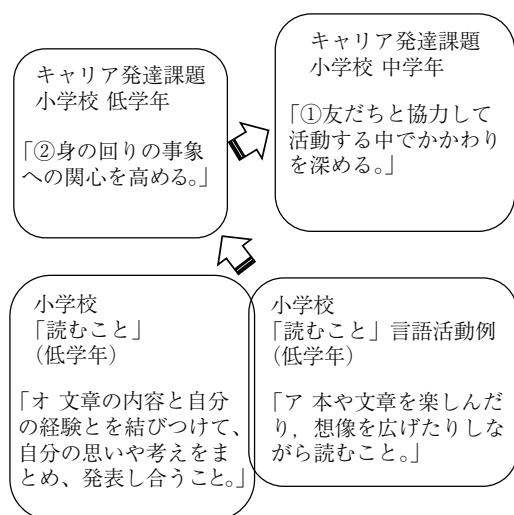 キャリア発達課題
小学校 低学年
「②身の回りの事象
への関心を高める。」
キャリア発達課題
小学校 中学年
「①友だちと協力して
活動する中でかかわり
を深める。」
小学校
「読むこと」
(低学年)
「オ 文章の内容と自分
の経験とを結びつけて、
自分の思いや考えをま
とめ、発表し合うこと。」
小学校
「読むこと」言語活動例
(低学年)
「ア 本や文章を楽しんだ
り，想像を広げたりしな
がら読むこと。」